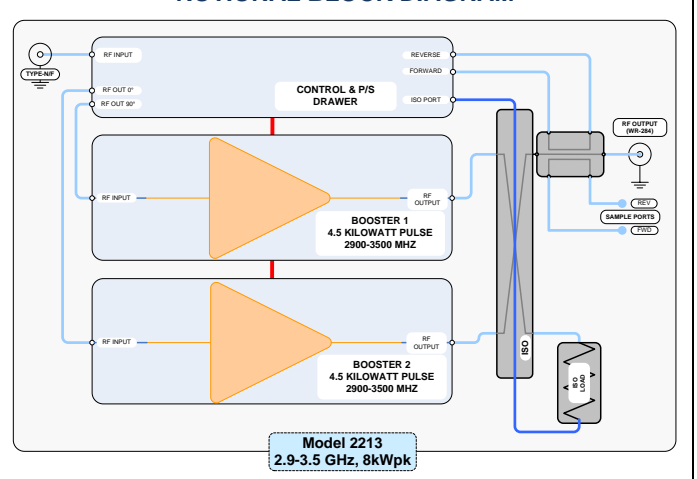 RF INPUT
REVERSE
FORWARD
TYPE-N/F
RF OUT 0°
RF OUT 90°
CONTROL & P/S
DRAWER
ISO PORT
RF OUTPUT
(WR-284)
RF INPUT
RF
OUTPUT
BOOSTER 1
4.5 KILOWATT PULSE
2900-3500 MHZ
REV
SAMPLE PORTS
FWD
RF INPUT
RF
OUTPUT
BOOSTER 2
4.5 KILOWATT PULSE
2900-3500 MHZ
ISO
ISO
LOAD
Model 2213
2.9-3.5 GHz, 8kWpk